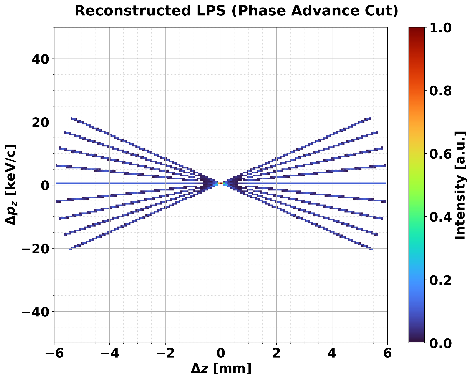 Reconstructed LPS (Phase Advance Cut)
1.0
40
0.8
20
0.6
Δp_z [keV/c]
0
Intensity [a.u.]
0.4
−20
0.2
−40
0.0
−6 −4 −2 0 2 4 6
Δz [mm]